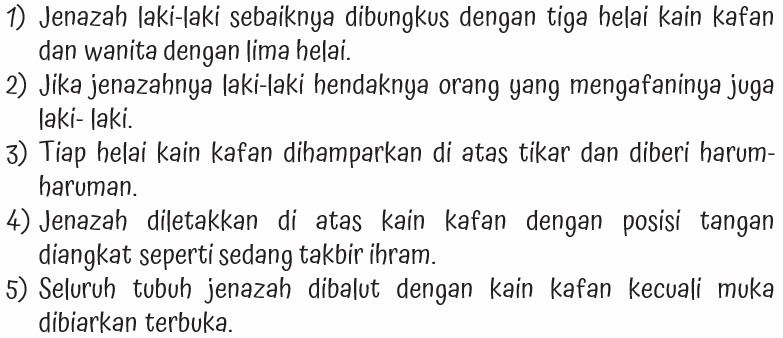 1) Jenazah laki-laki sebaiknya dibungkus dengan tiga helai kain kafan
dan wanita dengan lima helai.
2) Jika jenazahnya laki-laki hendaknya orang yang mengafaninya juga
laki- laki.
3) Tiap helai kain kafan dihamparkan di atas tikar dan diberi harum-
haruman.
4) Jenazah diletakkan di atas kain kafan dengan posisi tangan
diangkat seperti sedang takbir ihram.
5) Seluruh tubuh jenazah dibalut dengan kain kafan kecuali muka
dibiarkan terbuka.